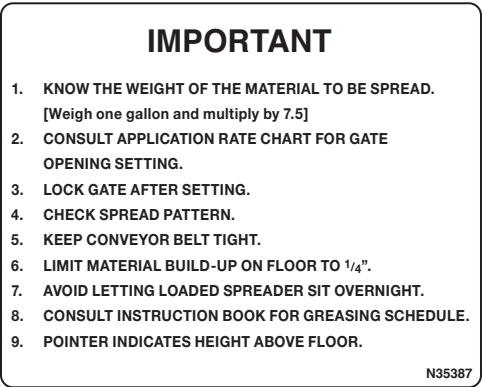 IMPORTANT
1. KNOW THE WEIGHT OF THE MATERIAL TO BE SPREAD.
[Weigh one gallon and multiply by 7.5]
2. CONSULT APPLICATION RATE CHART FOR GATE
OPENING SETTING.
3. LOCK GATE AFTER SETTING.
4. CHECK SPREAD PATTERN.
5. KEEP CONVEYOR BELT TIGHT.
6. LIMIT MATERIAL BUILD-UP ON FLOOR TO 1/4”.
7. AVOID LETTING LOADED SPREADER SIT OVERNIGHT.
8. CONSULT INSTRUCTION BOOK FOR GREASING SCHEDULE.
9. POINTER INDICATES HEIGHT ABOVE FLOOR.
N35387